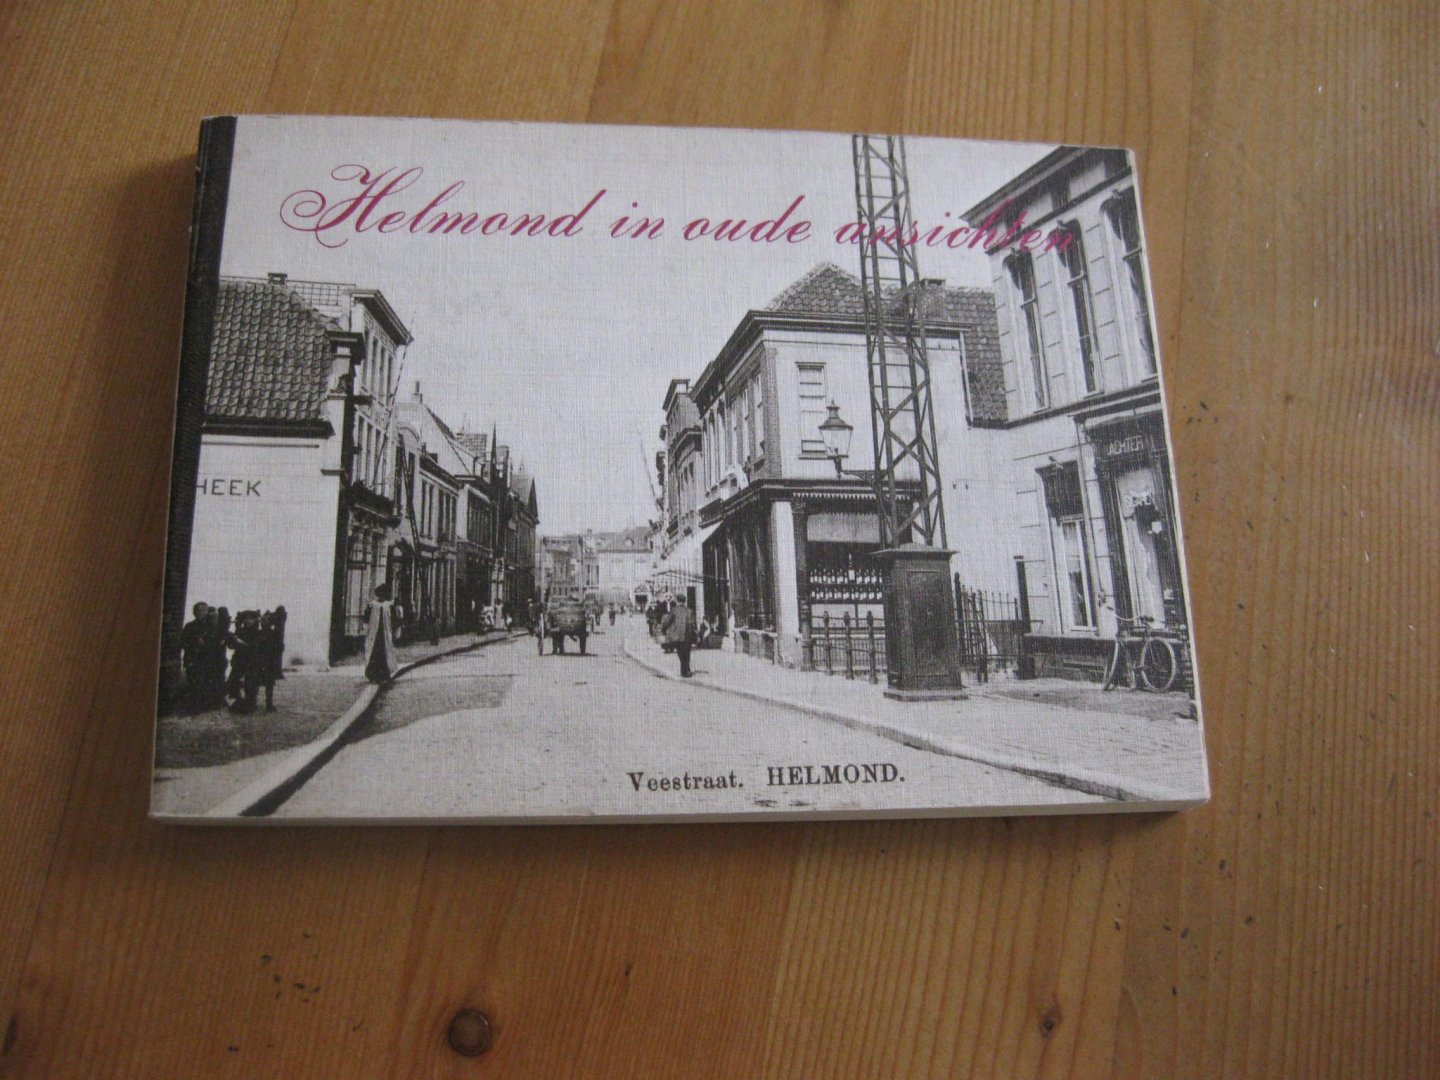 Helmond in oude ansichten
HEEK
ACHTER
Veestraat. HELMOND.